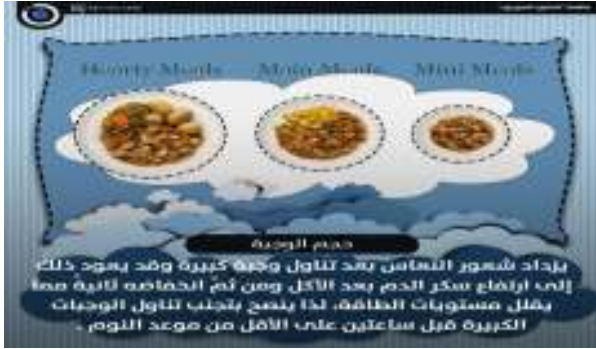 Hearty Meals Main Meals Mini Meals
حجم الوجبة
يزداد شعور النعاس بعد تناول وجبة كبيرة وقد يعود ذلك
إلى ارتفاع سكر الدم بعد الأكل ومن ثمّ انخفاضه ثانيةً مما
يقلل مستويات الطاقة، لذا ينصح بتجنب تناول الوجبات
الكبيرة قبل ساعتين على الأقل من موعد النوم .